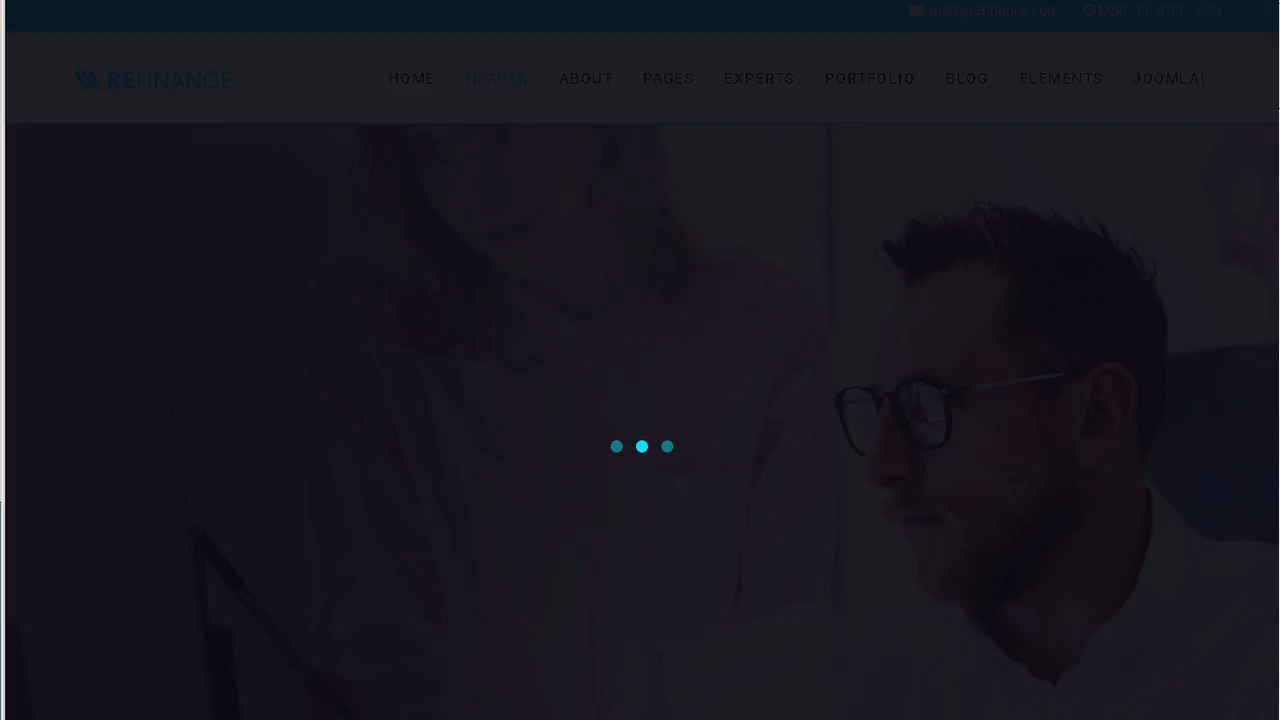 mail@refinance.com Mon - Fri 8:00 - 6:30
REFINANCE HOME HEADER ABOUT PAGES EXPERTS PORTFOLIO BLOG ELEMENTS JOOMLA!